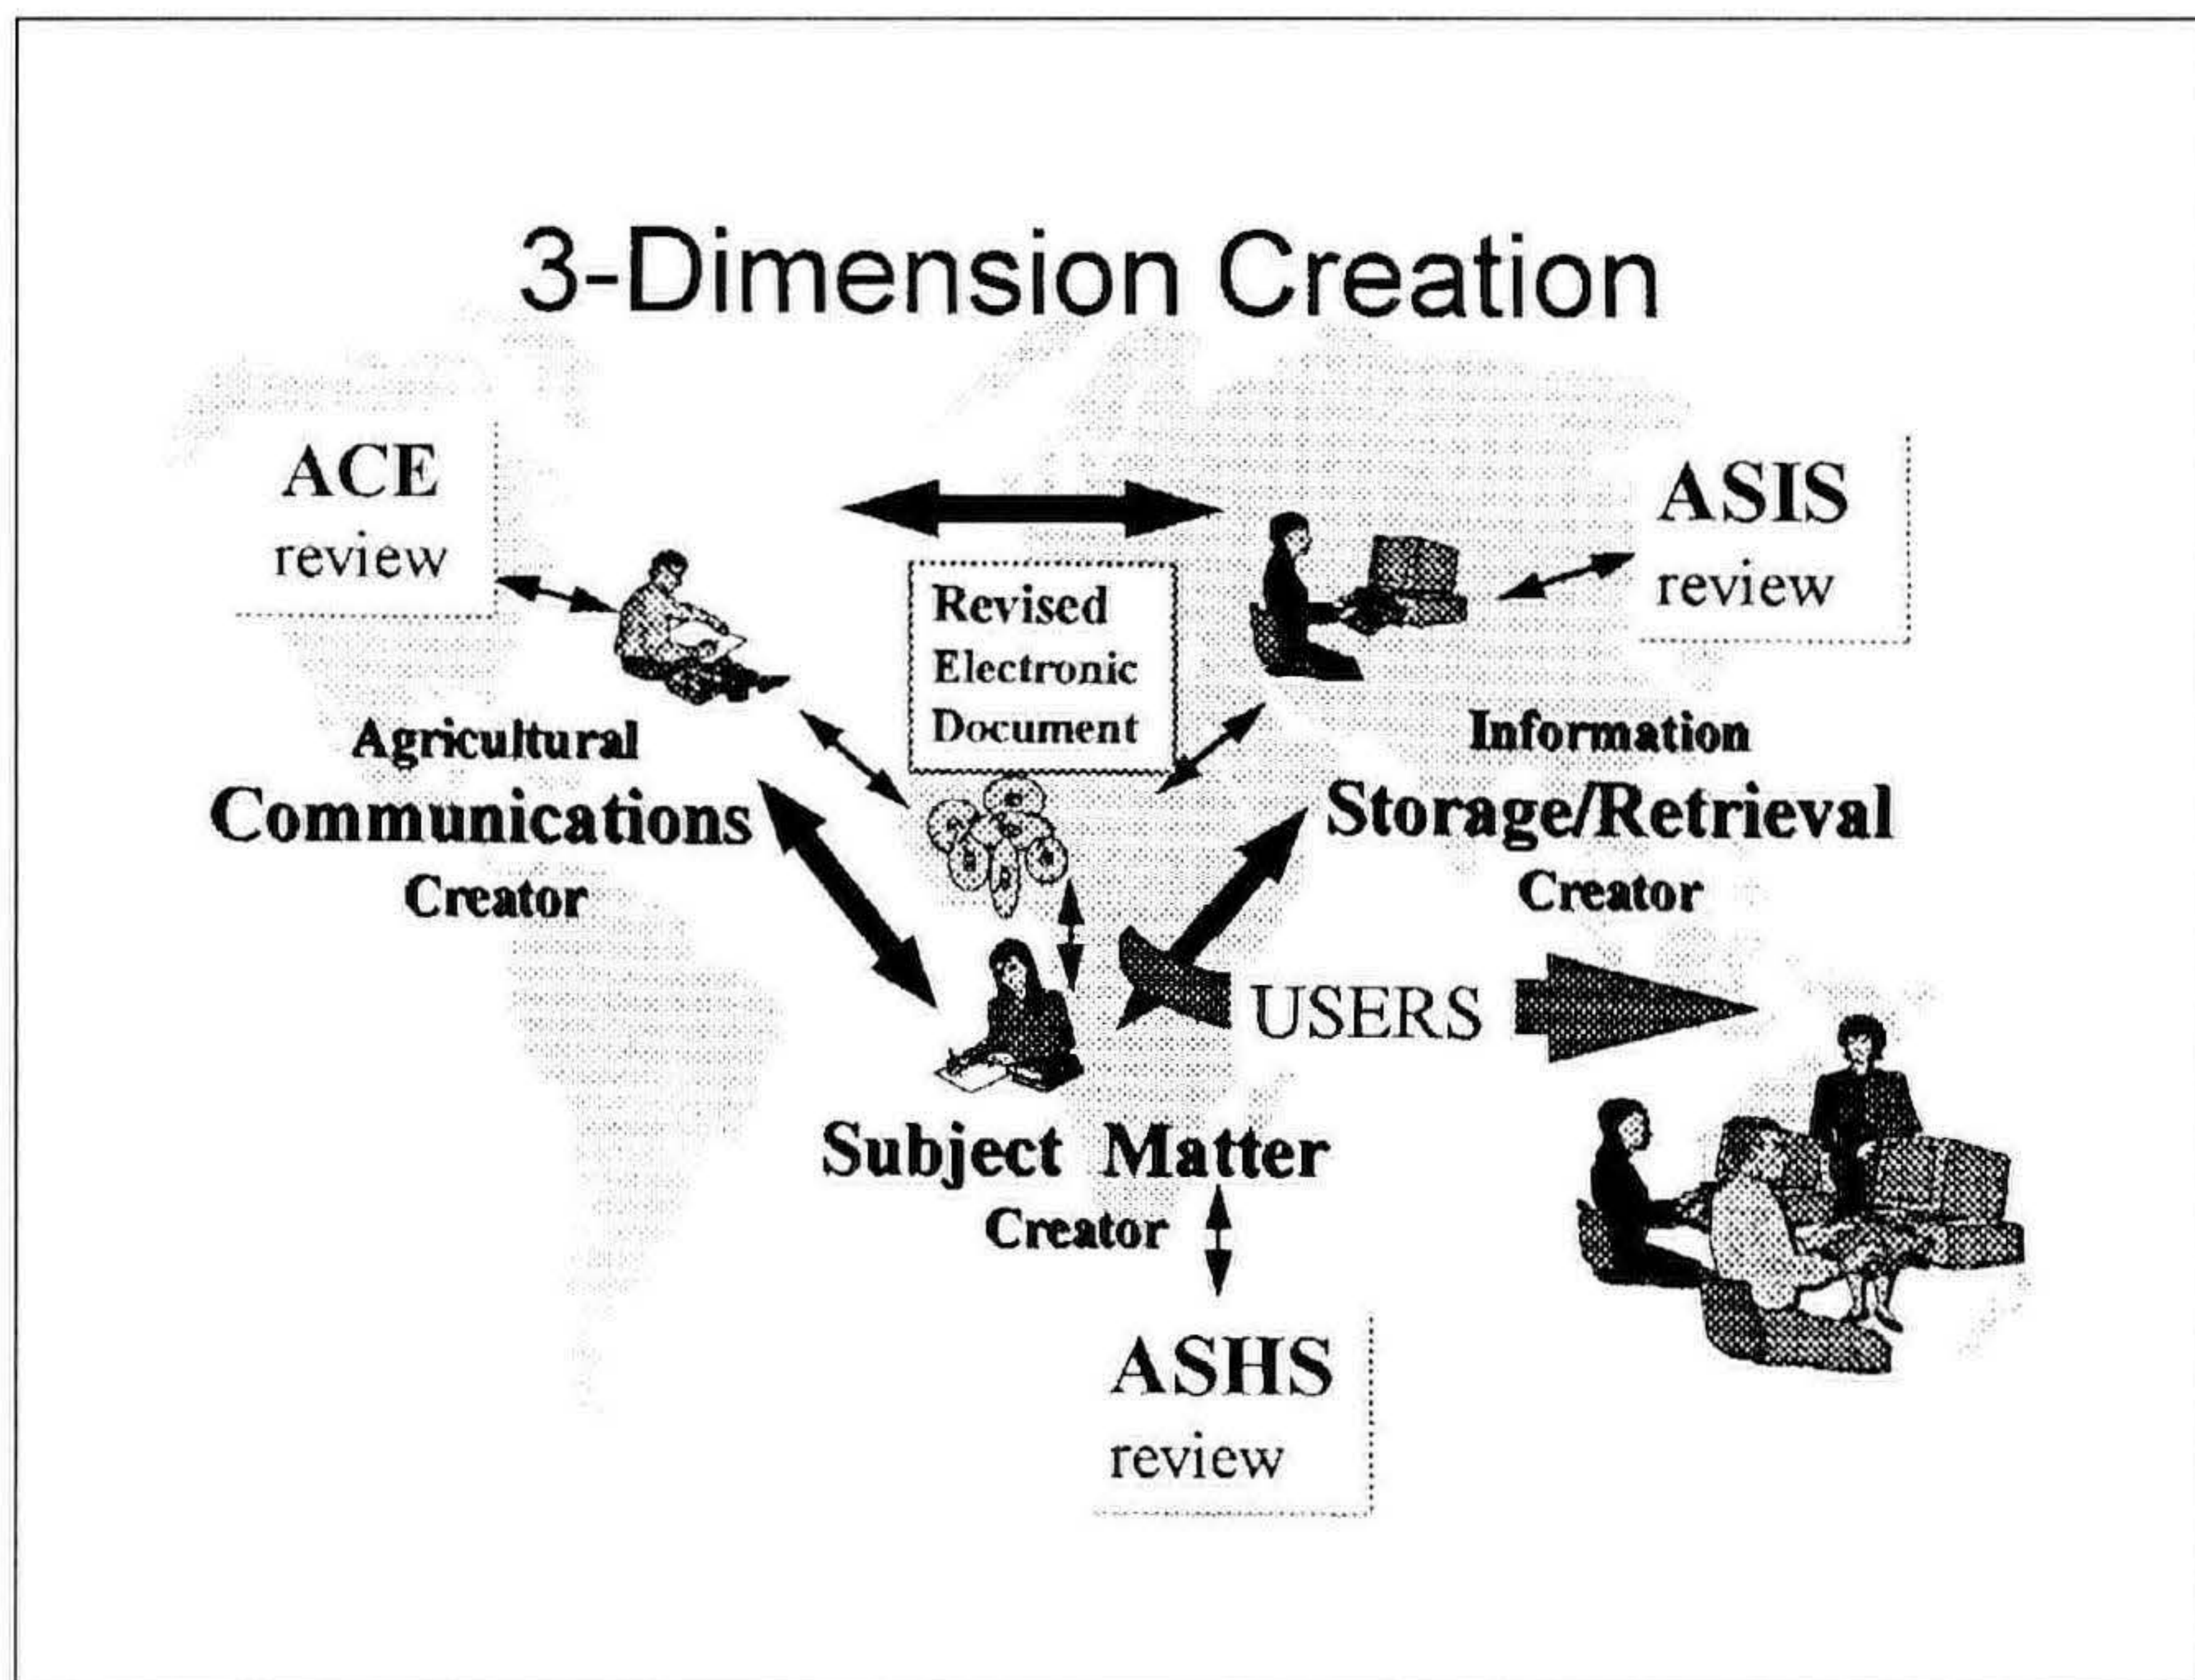 3-Dimension Creation
ACE
review
ASIS
review
Revised
Electronic
Document
Agricultural
Communications
Creator
Information
Storage/Retrieval
Creator
USERS
Subject Matter
Creator
ASHS
review